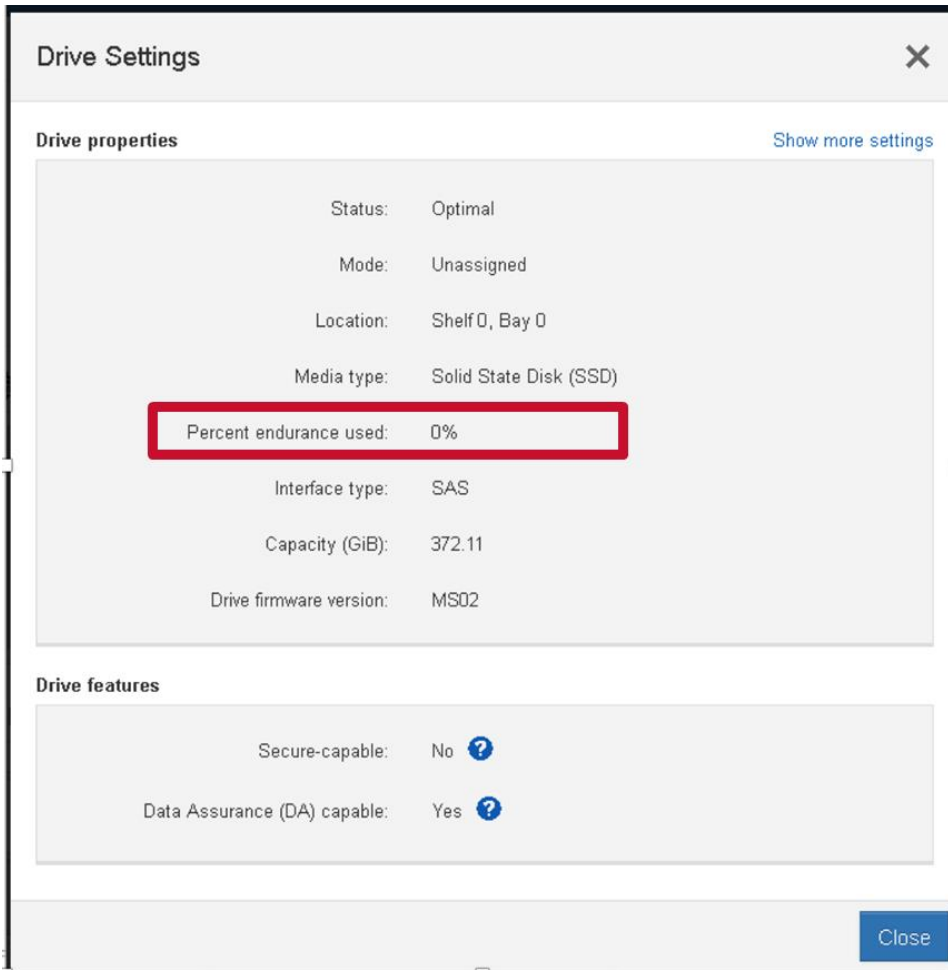 Drive Settings
Drive properties Show more settings
Status: Optimal
Mode: Unassigned
Location: Shelf 0, Bay 0
Media type: Solid State Disk (SSD)
Percent endurance used: 0%
Interface type: SAS
Capacity (GiB): 372.11
Drive firmware version: MS02
Drive features
Secure-capable: No ?
Data Assurance (DA) capable: Yes ?
Close